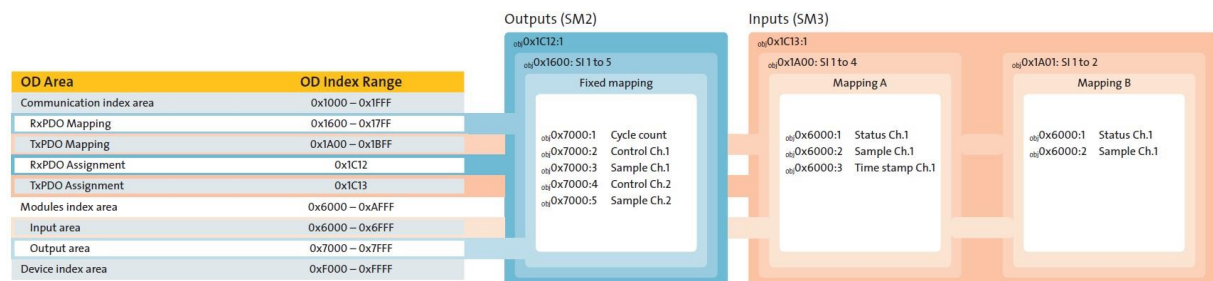 Outputs (SM2)
Inputs (SM3)
obj0x1C12:1
obj0x1C13:1
obj0x1600: SI 1 to 5
obj0x1A00: SI 1 to 4
obj0x1A01: SI 1 to 2
OD Area OD Index Range
Communication index area 0x1000 – 0x1FFF
RxPDO Mapping 0x1600 – 0x17FF
TxPDO Mapping 0x1A00 – 0x1BFF
RxPDO Assignment 0x1C12
TxPDO Assignment 0x1C13
Modules index area 0x6000 – 0xAFFF
Input area 0x6000 – 0x6FFF
Output area 0x7000 – 0x7FFF
Device index area 0xF000 – 0xFFFF
Fixed mapping
obj0x7000:1 Cycle count
obj0x7000:2 Control Ch.1
obj0x7000:3 Sample Ch.1
obj0x7000:4 Control Ch.2
obj0x7000:5 Sample Ch.2
Mapping A
obj0x6000:1 Status Ch.1
obj0x6000:2 Sample Ch.1
obj0x6000:3 Time stamp Ch.1
Mapping B
obj0x6000:1 Status Ch.1
obj0x6000:2 Sample Ch.1